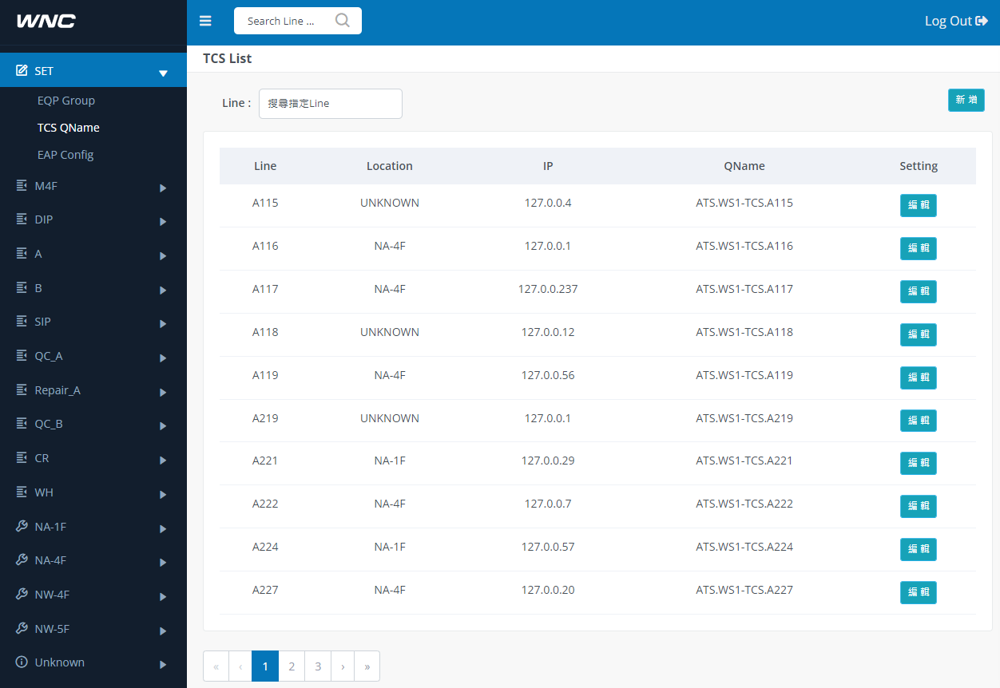 WNC
Search Line ...
Log Out
SET
EQP Group
TCS QName
EAP Config
M4F
DIP
A
B
SIP
QC_A
Repair_A
QC_B
CR
WH
NA-1F
NA-4F
NW-4F
NW-5F
Unknown
TCS List
Line : 搜尋指定Line
新 增
Line Location IP QName Setting
A115 UNKNOWN 127.0.0.4 ATS.WS1-TCS.A115 編 輯
A116 NA-4F 127.0.0.1 ATS.WS1-TCS.A116 編 輯
A117 NA-4F 127.0.0.237 ATS.WS1-TCS.A117 編 輯
A118 UNKNOWN 127.0.0.12 ATS.WS1-TCS.A118 編 輯
A119 NA-4F 127.0.0.56 ATS.WS1-TCS.A119 編 輯
A219 UNKNOWN 127.0.0.1 ATS.WS1-TCS.A219 編 輯
A221 NA-1F 127.0.0.29 ATS.WS1-TCS.A221 編 輯
A222 NA-4F 127.0.0.7 ATS.WS1-TCS.A222 編 輯
A224 NA-1F 127.0.0.57 ATS.WS1-TCS.A224 編 輯
A227 NA-4F 127.0.0.20 ATS.WS1-TCS.A227 編 輯
« ‹ 1 2 3 › »